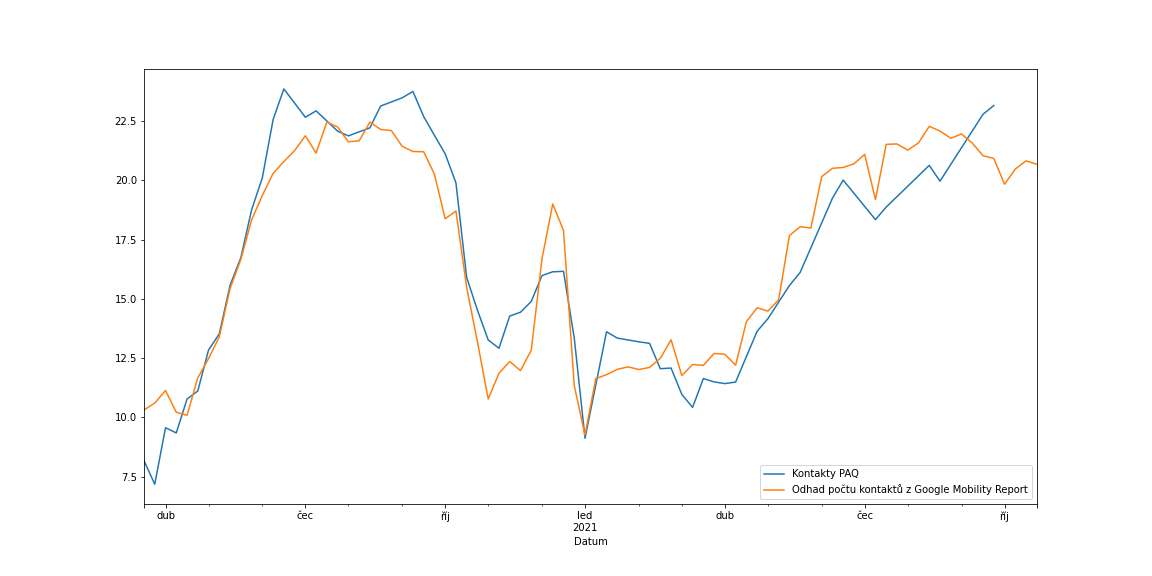 22.5
20.0
17.5
15.0
12.5
10.0
7.5
dub
čec
říj
led
2021
dub
čec
říj
Datum
Kontakty PAQ
Odhad počtu kontaktů z Google Mobility Report